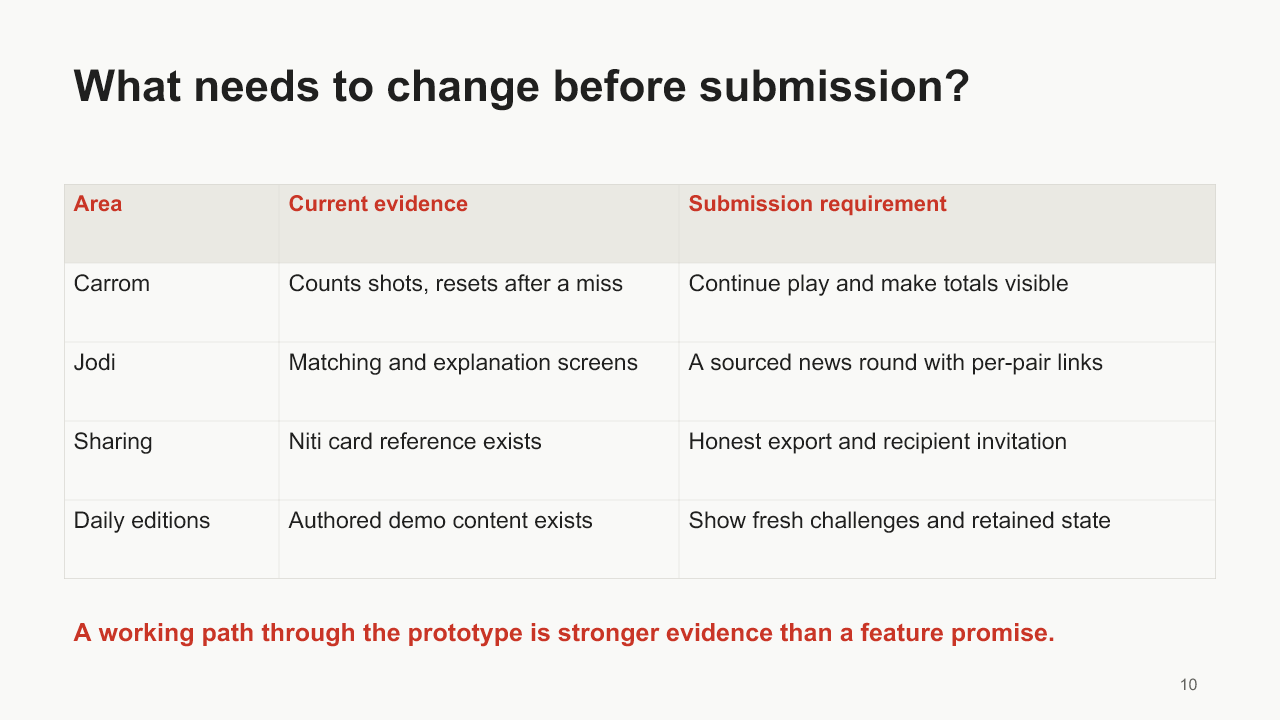 What needs to change before submission?
Area
Current evidence
Submission requirement
Carrom
Counts shots, resets after a miss
Continue play and make totals visible
Jodi
Matching and explanation screens
A sourced news round with per-pair links
Sharing
Niti card reference exists
Honest export and recipient invitation
Daily editions
Authored demo content exists
Show fresh challenges and retained state
A working path through the prototype is stronger evidence than a feature promise.
10